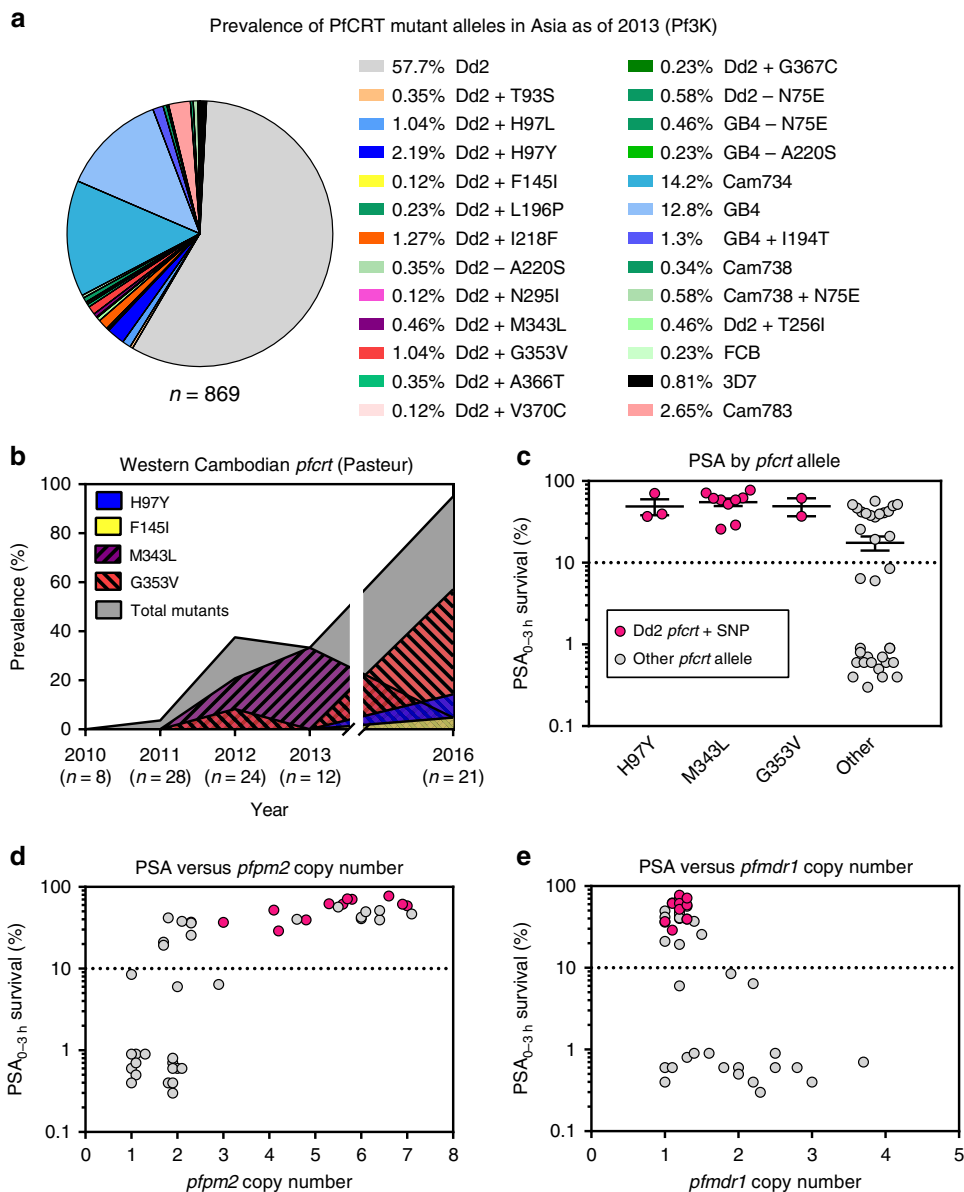 a
Prevalence of PfCRT mutant alleles in Asia as of 2013 (Pf3K)
57.7% Dd2
0.35% Dd2 + T93S
1.04% Dd2 + H97L
2.19% Dd2 + H97Y
0.12% Dd2 + F145I
0.23% Dd2 + L196P
1.27% Dd2 + I218F
0.35% Dd2 – A220S
0.12% Dd2 + N295I
0.46% Dd2 + M343L
1.04% Dd2 + G353V
0.35% Dd2 + A366T
0.12% Dd2 + V370C
0.23% Dd2 + G367C
0.58% Dd2 – N75E
0.46% GB4 – N75E
0.23% GB4 – A220S
14.2% Cam734
12.8% GB4
1.3% GB4 + I194T
0.34% Cam738
0.58% Cam738 + N75E
0.46% Dd2 + T256I
0.23% FCB
0.81% 3D7
2.65% Cam783
n = 869
b
Western Cambodian pfcrt (Pasteur)
Prevalence (%)
100
80
60
40
20
0
H97Y
F145I
M343L
G353V
Total mutants
2010 2011 2012 2013 2016
(n = 8) (n = 28) (n = 24) (n = 12) (n = 21)
Year
c
PSA by pfcrt allele
PSA0–3 h survival (%)
100
10
1
0.1
Dd2 pfcrt + SNP
Other pfcrt allele
H97Y M343L G353V Other
d
PSA versus pfpm2 copy number
PSA0–3 h survival (%)
100
10
1
0.1
0 1 2 3 4 5 6 7 8
pfpm2 copy number
e
PSA versus pfmdr1 copy number
PSA0–3 h survival (%)
100
10
1
0.1
0 1 2 3 4 5
pfmdr1 copy number